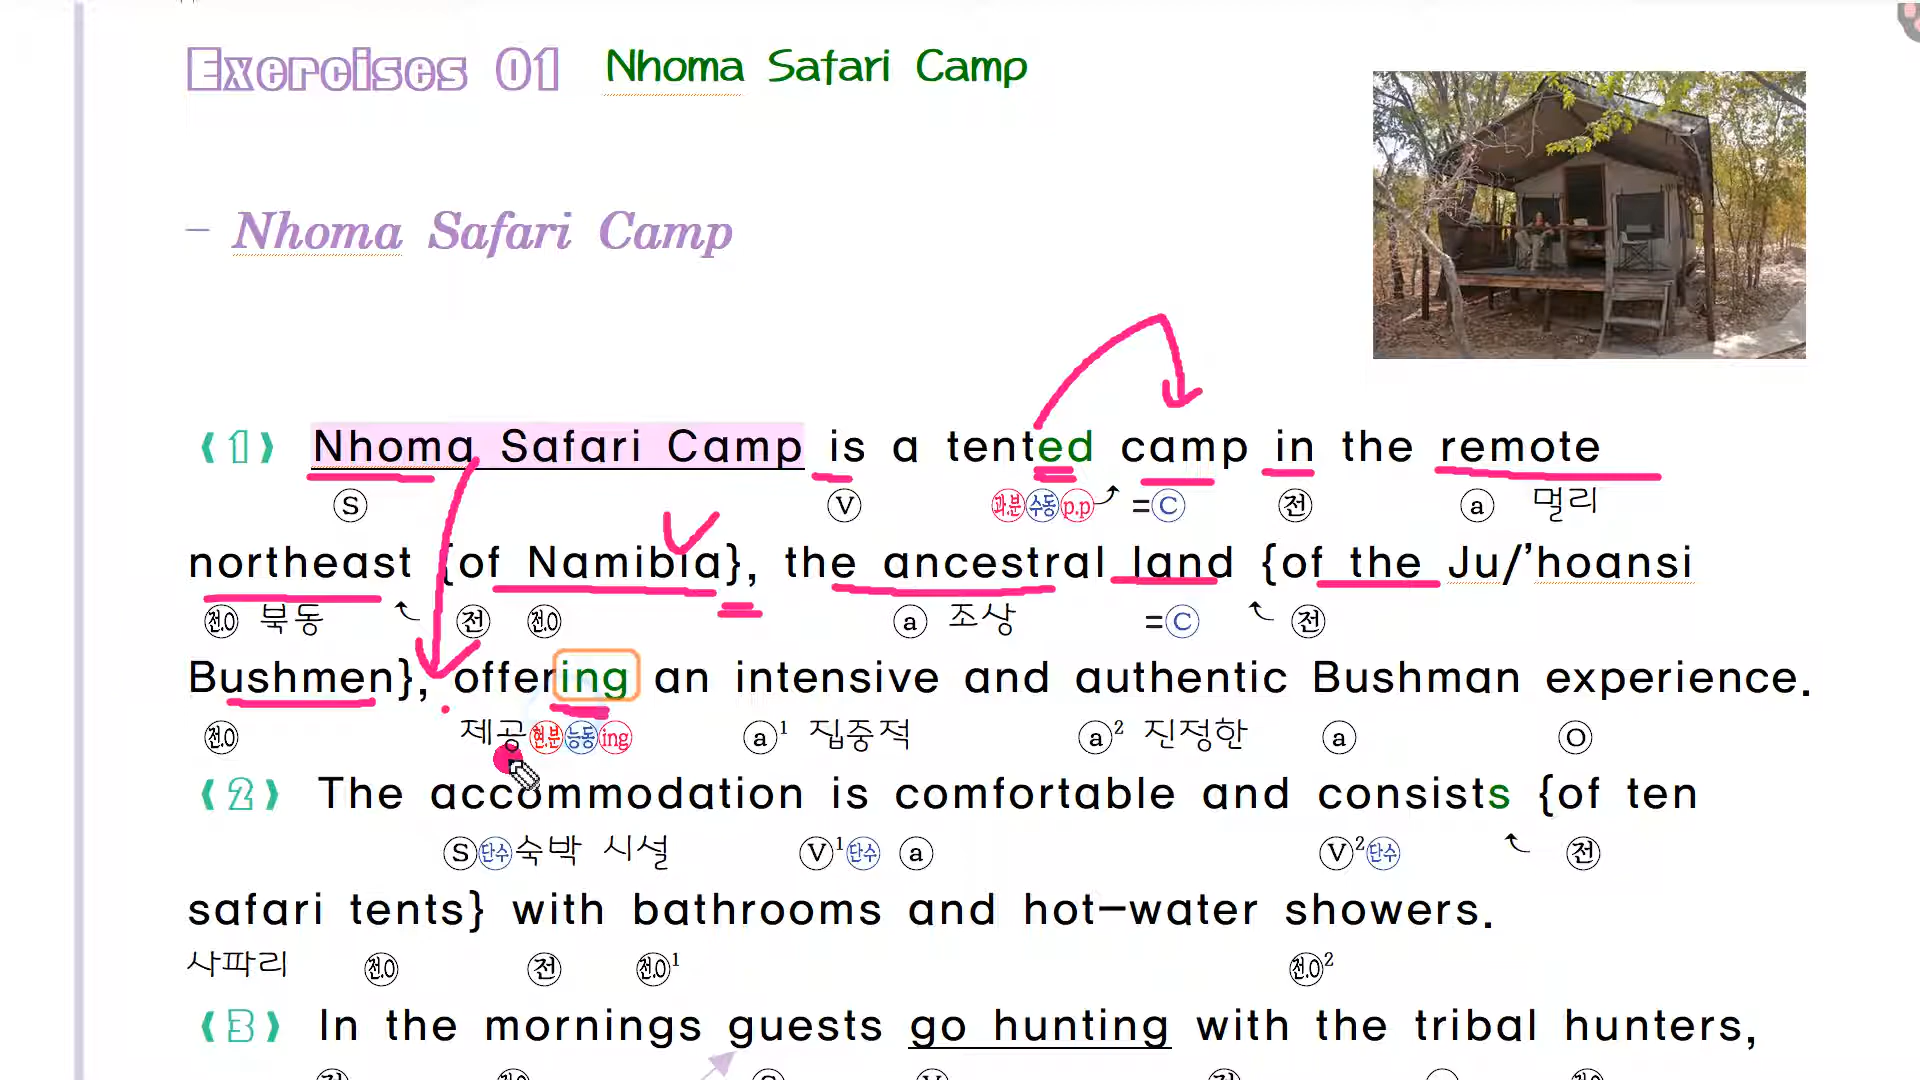 Exercises 01 Nhoma Safari Camp
- Nhoma Safari Camp
(1) Nhoma Safari Camp is a tented camp in the remote
S V 과.분 수동 p.p =C 전 a 멀리
northeast {of Namibia}, the ancestral land {of the Ju/'hoansi
전.O 북동 전 전.O a 조상 =C 전
Bushmen}, offering an intensive and authentic Bushman experience.
전.O 제공 현.분 능동 ing a¹ 집중적 a² 진정한 a O
(2) The accommodation is comfortable and consists {of ten
S 단수 숙박 시설 V¹ 단수 a V² 단수 전
safari tents} with bathrooms and hot-water showers.
사파리 전.O 전 전.O¹ 전.O²
(3) In the mornings guests go hunting with the tribal hunters,